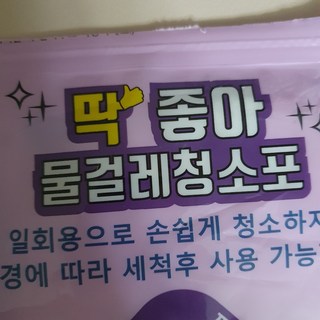 딱 좋아
물걸레청소포
일회용으로 손쉽게 청소하
경에 따라 세척후 사용 가능